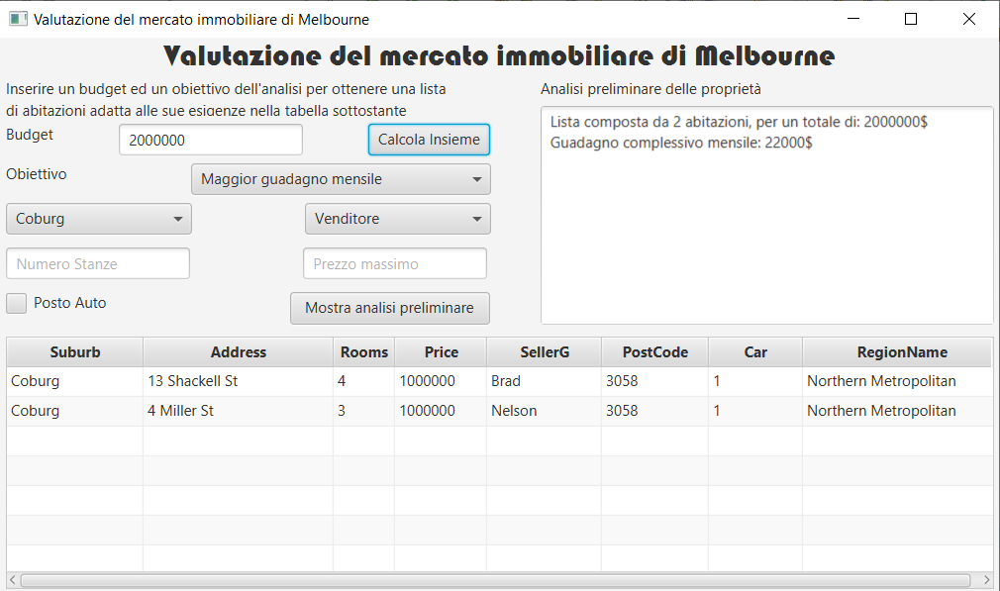 Valutazione del mercato immobiliare di Melbourne
Valutazione del mercato immobiliare di Melbourne
Inserire un budget ed un obiettivo dell'analisi per ottenere una lista
di abitazioni adatta alle sue esigenze nella tabella sottostante
Budget
2000000
Calcola Insieme
Obiettivo
Maggior guadagno mensile
Coburg
Venditore
Numero Stanze
Prezzo massimo
Posto Auto
Mostra analisi preliminare
Analisi preliminare delle proprietà
Lista composta da 2 abitazioni, per un totale di: 2000000$
Guadagno complessivo mensile: 22000$
Suburb Address Rooms Price SellerG PostCode Car RegionName
Coburg 13 Shackell St 4 1000000 Brad 3058 1 Northern Metropolitan
Coburg 4 Miller St 3 1000000 Nelson 3058 1 Northern Metropolitan